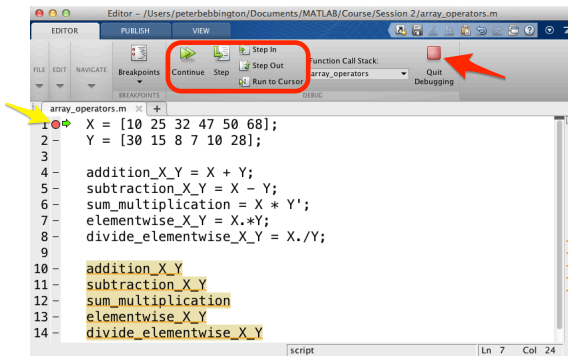 Editor - /Users/peterbebbington/Documents/MATLAB/Course/Session 2/array_operators.m
EDITOR PUBLISH VIEW
FILE EDIT NAVIGATE Breakpoints Continue Step Step In
Step Out
Run to Cursor
Function Call Stack:
array_operators
Quit
Debugging
BREAKPOINTS DEBUG
array_operators.m × +
1 X = [10 25 32 47 50 68];
2 – Y = [30 15 8 7 10 28];
3
4 – addition_X_Y = X + Y;
5 – subtraction_X_Y = X – Y;
6 – sum_multiplication = X * Y';
7 – elementwise_X_Y = X.*Y;
8 – divide_elementwise_X_Y = X./Y;
9
10 – addition_X_Y
11 – subtraction_X_Y
12 – sum_multiplication
13 – elementwise_X_Y
14 – divide_elementwise_X_Y
script Ln 7 Col 24